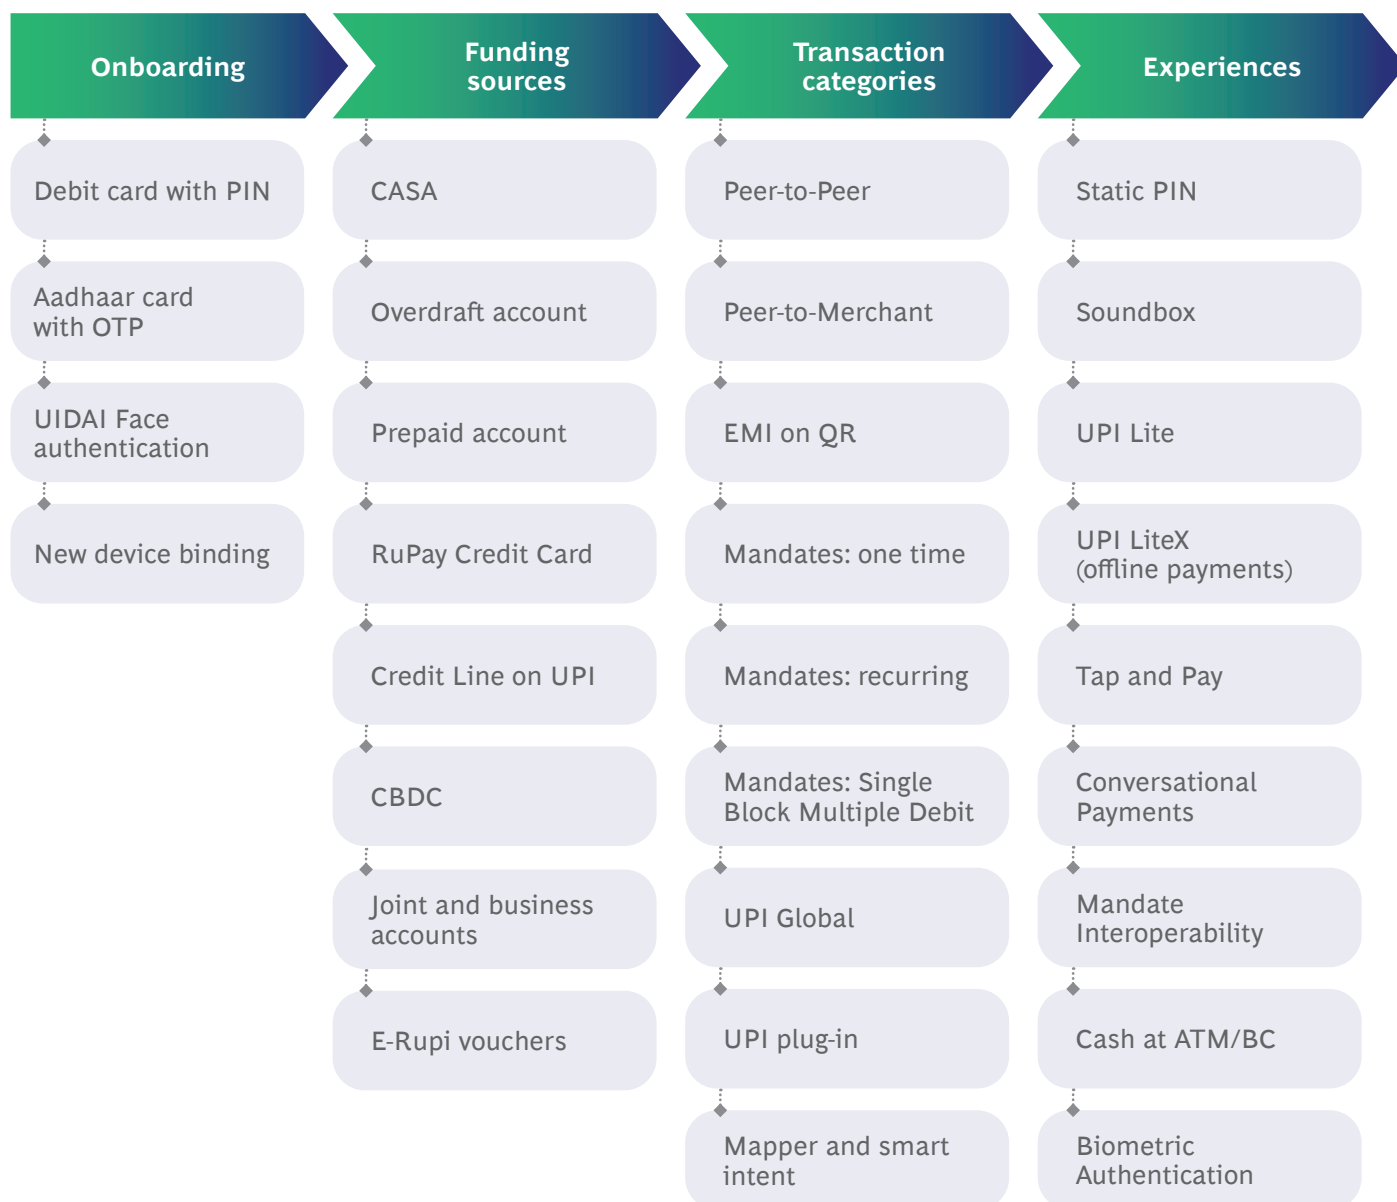 Onboarding
Debit card with PIN
Aadhaar card
with OTP
UIDAI Face
authentication
New device binding
Funding
sources
CASA
Overdraft account
Prepaid account
RuPay Credit Card
Credit Line on UPI
CBDC
Joint and business
accounts
E-Rupi vouchers
Transaction
categories
Peer-to-Peer
Peer-to-Merchant
EMI on QR
Mandates: one time
Mandates: recurring
Mandates: Single
Block Multiple Debit
UPI Global
UPI plug-in
Mapper and smart
intent
Experiences
Static PIN
Soundbox
UPI Lite
UPI LiteX
(offline payments)
Tap and Pay
Conversational
Payments
Mandate
Interoperability
Cash at ATM/BC
Biometric
Authentication